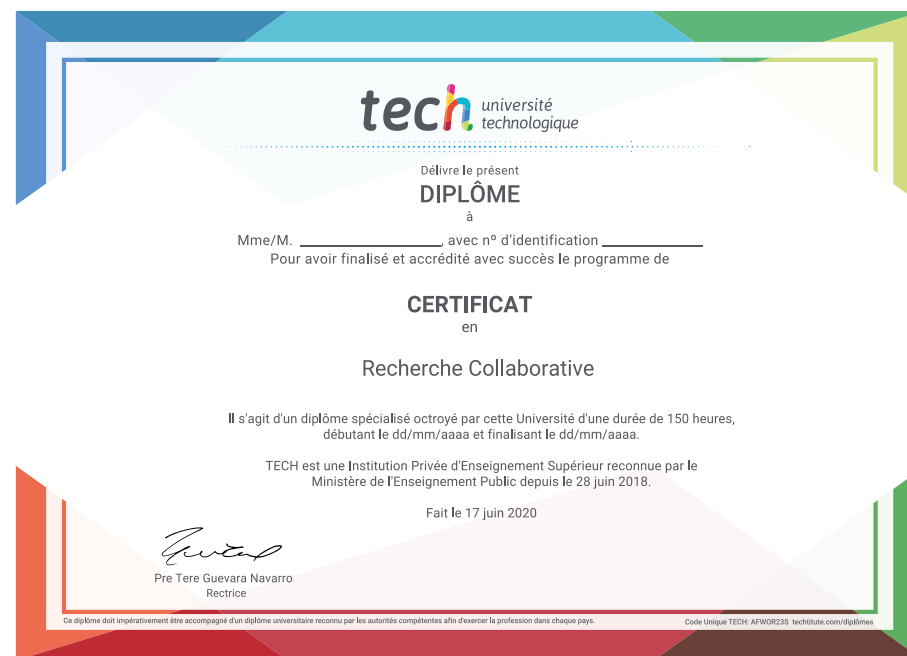 tech université
technologique
Délivre le présent
DIPLÔME
à
Mme/M. ____________________, avec nº d'identification ______________
Pour avoir finalisé et accrédité avec succès le programme de
CERTIFICAT
en
Recherche Collaborative
Il s'agit d'un diplôme spécialisé octroyé par cette Université d'une durée de 150 heures,
débutant le dd/mm/aaaa et finalisant le dd/mm/aaaa.
TECH est une Institution Privée d'Enseignement Supérieur reconnue par le
Ministère de l'Enseignement Public depuis le 28 juin 2018.
Fait le 17 juin 2020
Pre Tere Guevara Navarro
Rectrice
Ce diplôme doit impérativement être accompagné d'un diplôme universitaire reconnu par les autorités compétentes afin d'exercer la profession dans chaque pays.
Code Unique TECH: AFWOR23S techtitute.com/diplômes